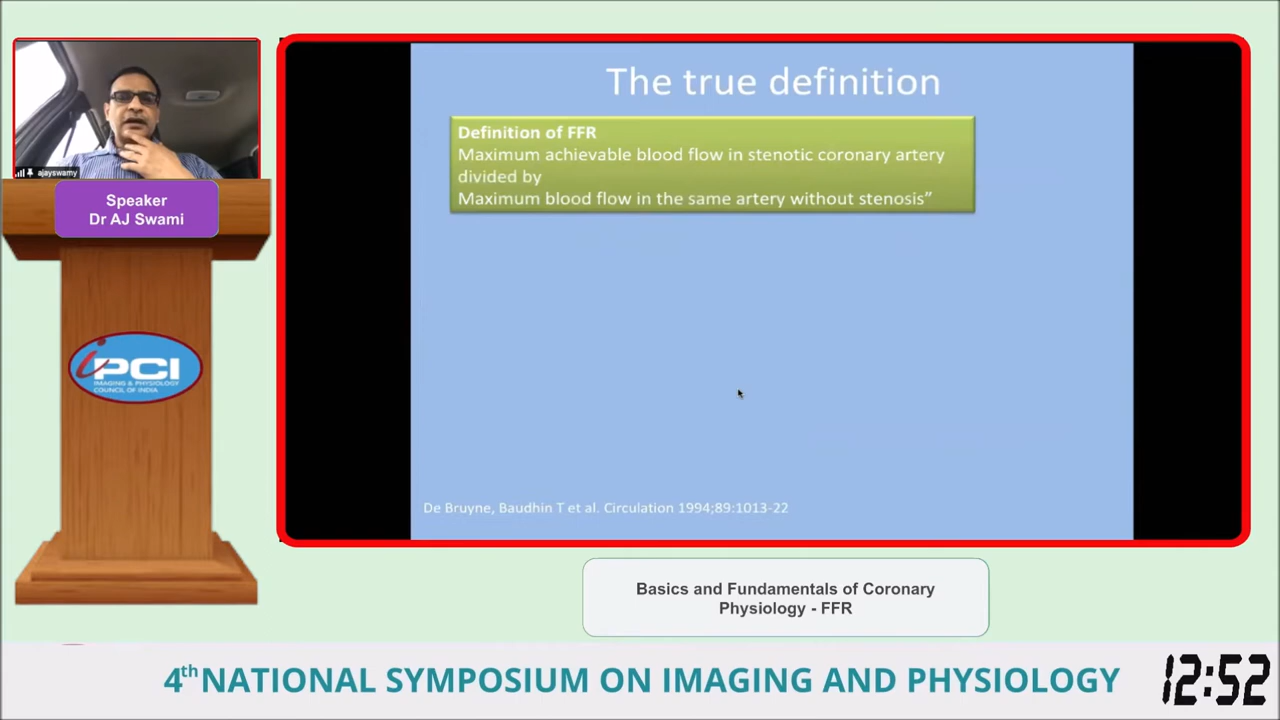 ajayswamy
Speaker
Dr AJ Swami
iPCI
IMAGING & PHYSIOLOGY
COUNCIL OF INDIA
The true definition
Definition of FFR
Maximum achievable blood flow in stenotic coronary artery
divided by
Maximum blood flow in the same artery without stenosis”
De Bruyne, Baudhin T et al. Circulation 1994;89:1013-22
Basics and Fundamentals of Coronary
Physiology - FFR
4th NATIONAL SYMPOSIUM ON IMAGING AND PHYSIOLOGY
12:52